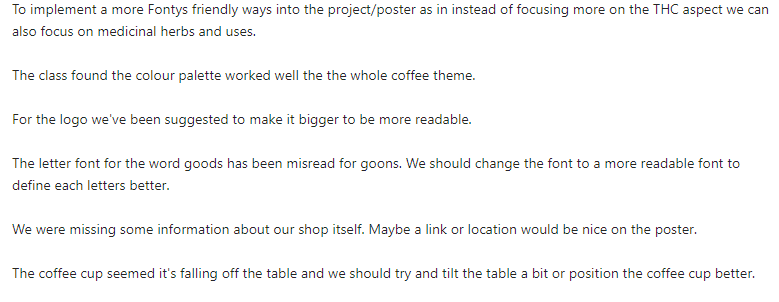 To implement a more Fontys friendly ways into the project/poster as in instead of focusing more on the THC aspect we can
also focus on medicinal herbs and uses.
The class found the colour palette worked well the the whole coffee theme.
For the logo we've been suggested to make it bigger to be more readable.
The letter font for the word goods has been misread for goons. We should change the font to a more readable font to
define each letters better.
We were missing some information about our shop itself. Maybe a link or location would be nice on the poster.
The coffee cup seemed it's falling off the table and we should try and tilt the table a bit or position the coffee cup better.